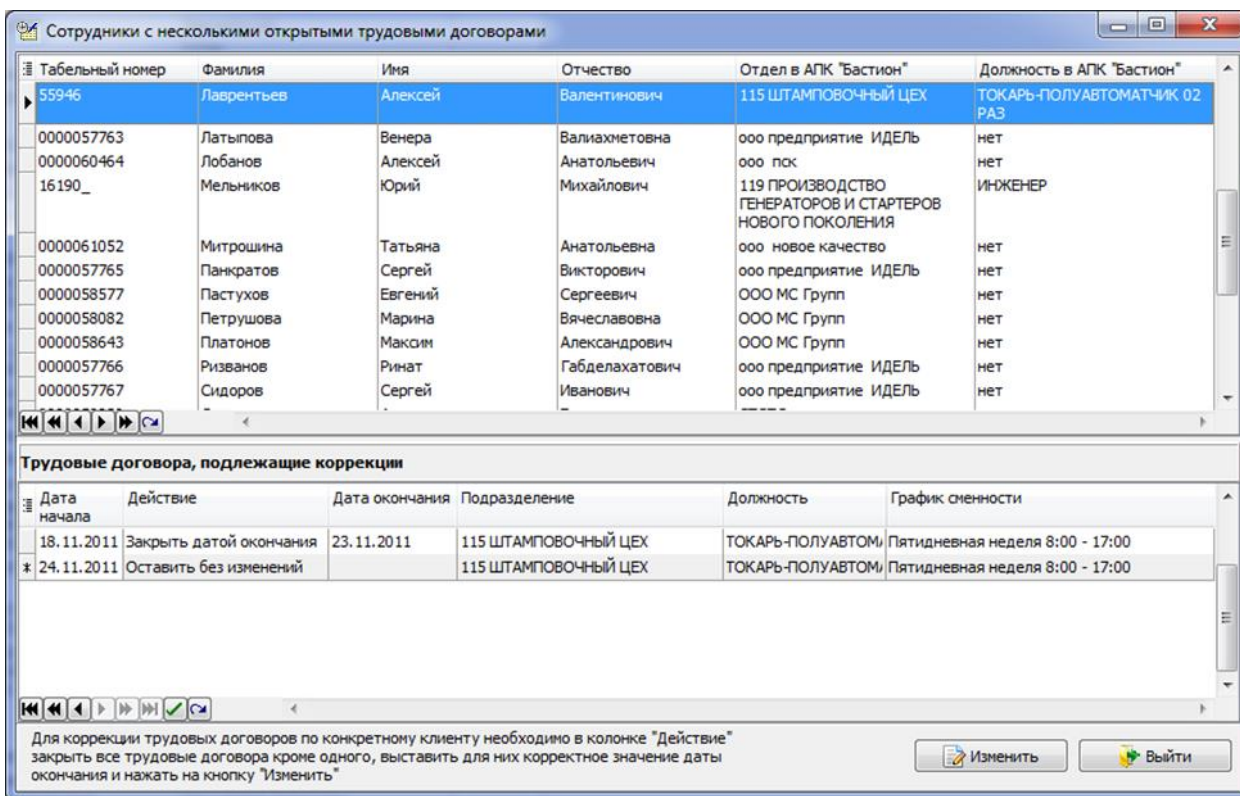 Сотрудники с несколькими открытыми трудовыми договорами
Табельный номер Фамилия Имя Отчество Отдел в АПК "Бастион" Должность в АПК "Бастион"
55946 Лаврентьев Алексей Валентинович 115 ШТАМПОВОЧНЫЙ ЦЕХ ТОКАРЬ-ПОЛУАВТОМАТЧИК 02
РАЗ
0000057763 Латыпова Венера Валиахметовна ооо предприятие ИДЕЛЬ нет
0000060464 Лобанов Алексей Анатольевич ооо пск нет
16190_ Мельников Юрий Михайлович 119 ПРОИЗВОДСТВО ИНЖЕНЕР
ГЕНЕРАТОРОВ И СТАРТЕРОВ
НОВОГО ПОКОЛЕНИЯ
0000061052 Митрошина Татьяна Анатольевна ооо новое качество нет
0000057765 Панкратов Сергей Викторович ооо предприятие ИДЕЛЬ нет
0000058577 Пастухов Евгений Сергеевич ООО МС Групп нет
0000058082 Петрушова Марина Вячеславовна ООО МС Групп нет
0000058643 Платонов Максим Александрович ООО МС Групп нет
0000057766 Ризванов Ринат Габделахатович ооо предприятие ИДЕЛЬ нет
0000057767 Сидоров Сергей Иванович ооо предприятие ИДЕЛЬ нет
Трудовые договора, подлежащие коррекции
Дата Действие Дата окончания Подразделение Должность График сменности
начала
18.11.2011 Закрыть датой окончания 23.11.2011 115 ШТАМПОВОЧНЫЙ ЦЕХ ТОКАРЬ-ПОЛУАВТОМ Пятидневная неделя 8:00 - 17:00
* 24.11.2011 Оставить без изменений 115 ШТАМПОВОЧНЫЙ ЦЕХ ТОКАРЬ-ПОЛУАВТОМ Пятидневная неделя 8:00 - 17:00
Для коррекции трудовых договоров по конкретному клиенту необходимо в колонке "Действие"
закрыть все трудовые договора кроме одного, выставить для них корректное значение даты
окончания и нажать на кнопку "Изменить"
Изменить Выйти